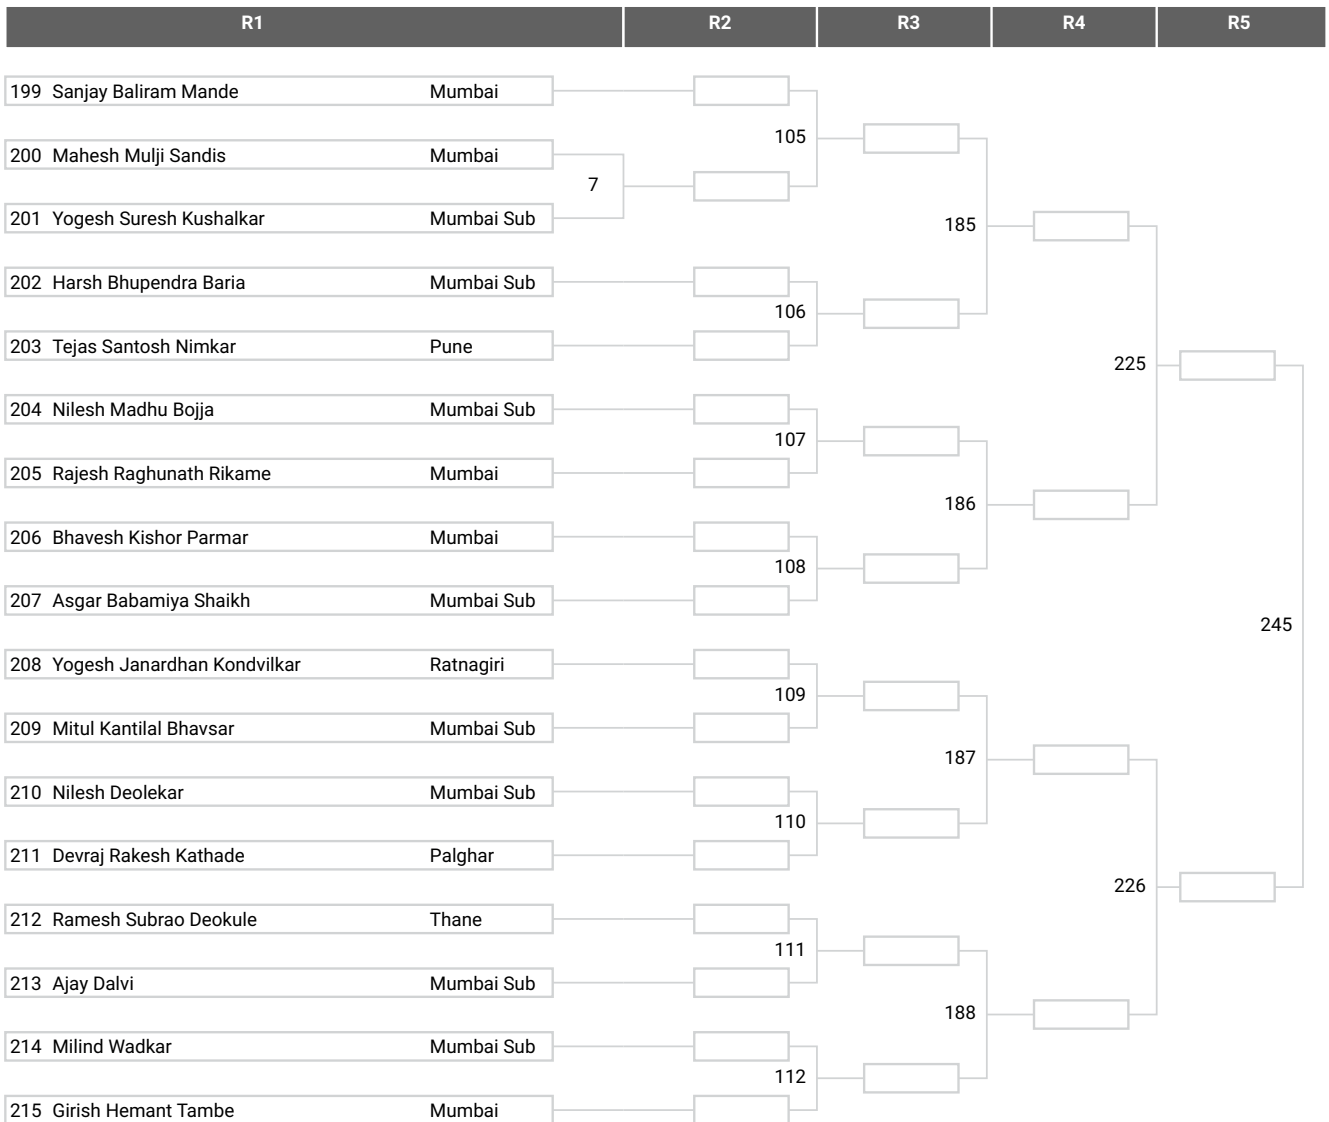 R1 R2 R3 R4 R5
199 Sanjay Baliram Mande Mumbai
105
200 Mahesh Mulji Sandis Mumbai
7
201 Yogesh Suresh Kushalkar Mumbai Sub
185
202 Harsh Bhupendra Baria Mumbai Sub
106
203 Tejas Santosh Nimkar Pune
225
204 Nilesh Madhu Bojja Mumbai Sub
107
205 Rajesh Raghunath Rikame Mumbai
186
206 Bhavesh Kishor Parmar Mumbai
108
207 Asgar Babamiya Shaikh Mumbai Sub
245
208 Yogesh Janardhan Kondvilkar Ratnagiri
109
209 Mitul Kantilal Bhavsar Mumbai Sub
187
210 Nilesh Deolekar Mumbai Sub
110
211 Devraj Rakesh Kathade Palghar
226
212 Ramesh Subrao Deokule Thane
111
213 Ajay Dalvi Mumbai Sub
188
214 Milind Wadkar Mumbai Sub
112
215 Girish Hemant Tambe Mumbai